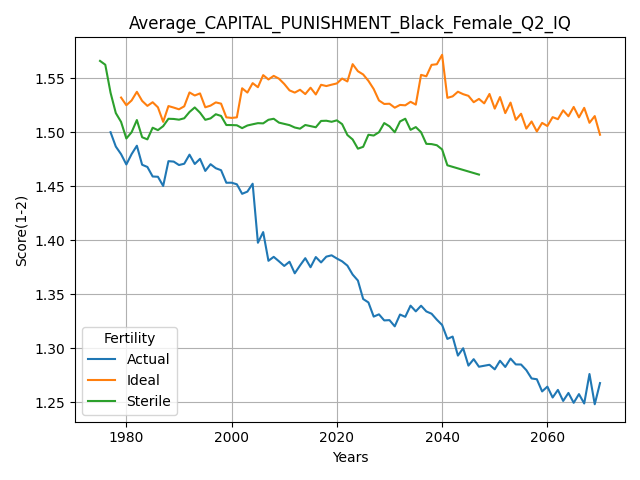 Average_CAPITAL_PUNISHMENT_Black_Female_Q2_IQ
Score(1-2)
1.55
1.50
1.45
1.40
1.35
1.30
1.25
Fertility
Actual
Ideal
Sterile
1980
2000
2020
2040
2060
Years